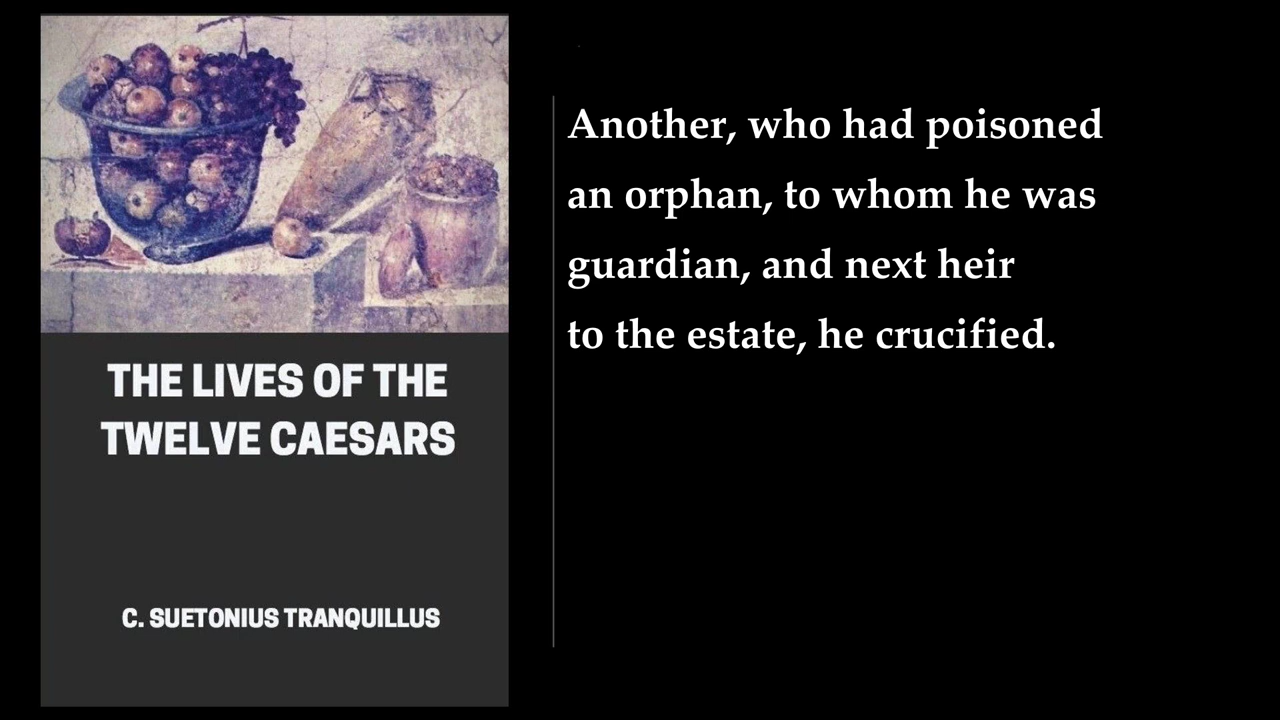 THE LIVES OF THE
TWELVE CAESARS
C. SUETONIUS TRANQUILLUS
Another, who had poisoned
an orphan, to whom he was
guardian, and next heir
to the estate, he crucified.